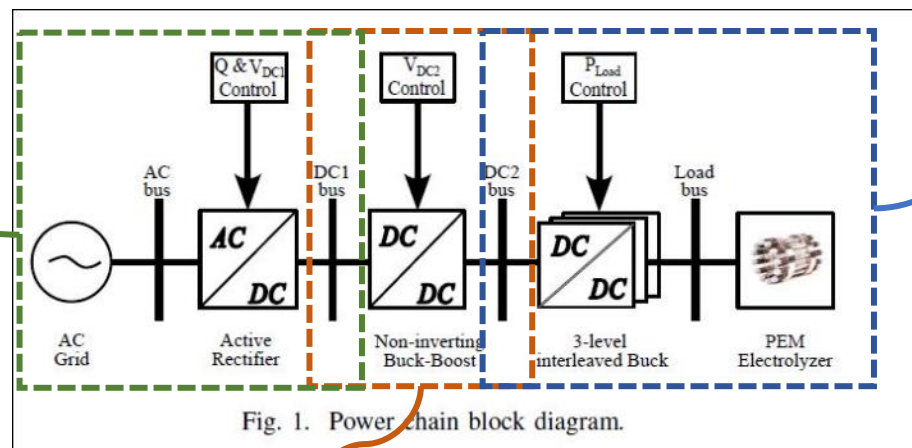 Q & V_DC1
Control
V_DC2
Control
P_Load
Control
AC
bus
DC1
bus
DC2
bus
Load
bus
AC
DC
DC
DC
DC
DC
AC
Grid
Active
Rectifier
Non-inverting
Buck-Boost
3-level
interleaved Buck
PEM
Electrolyzer
Fig. 1. Power chain block diagram.